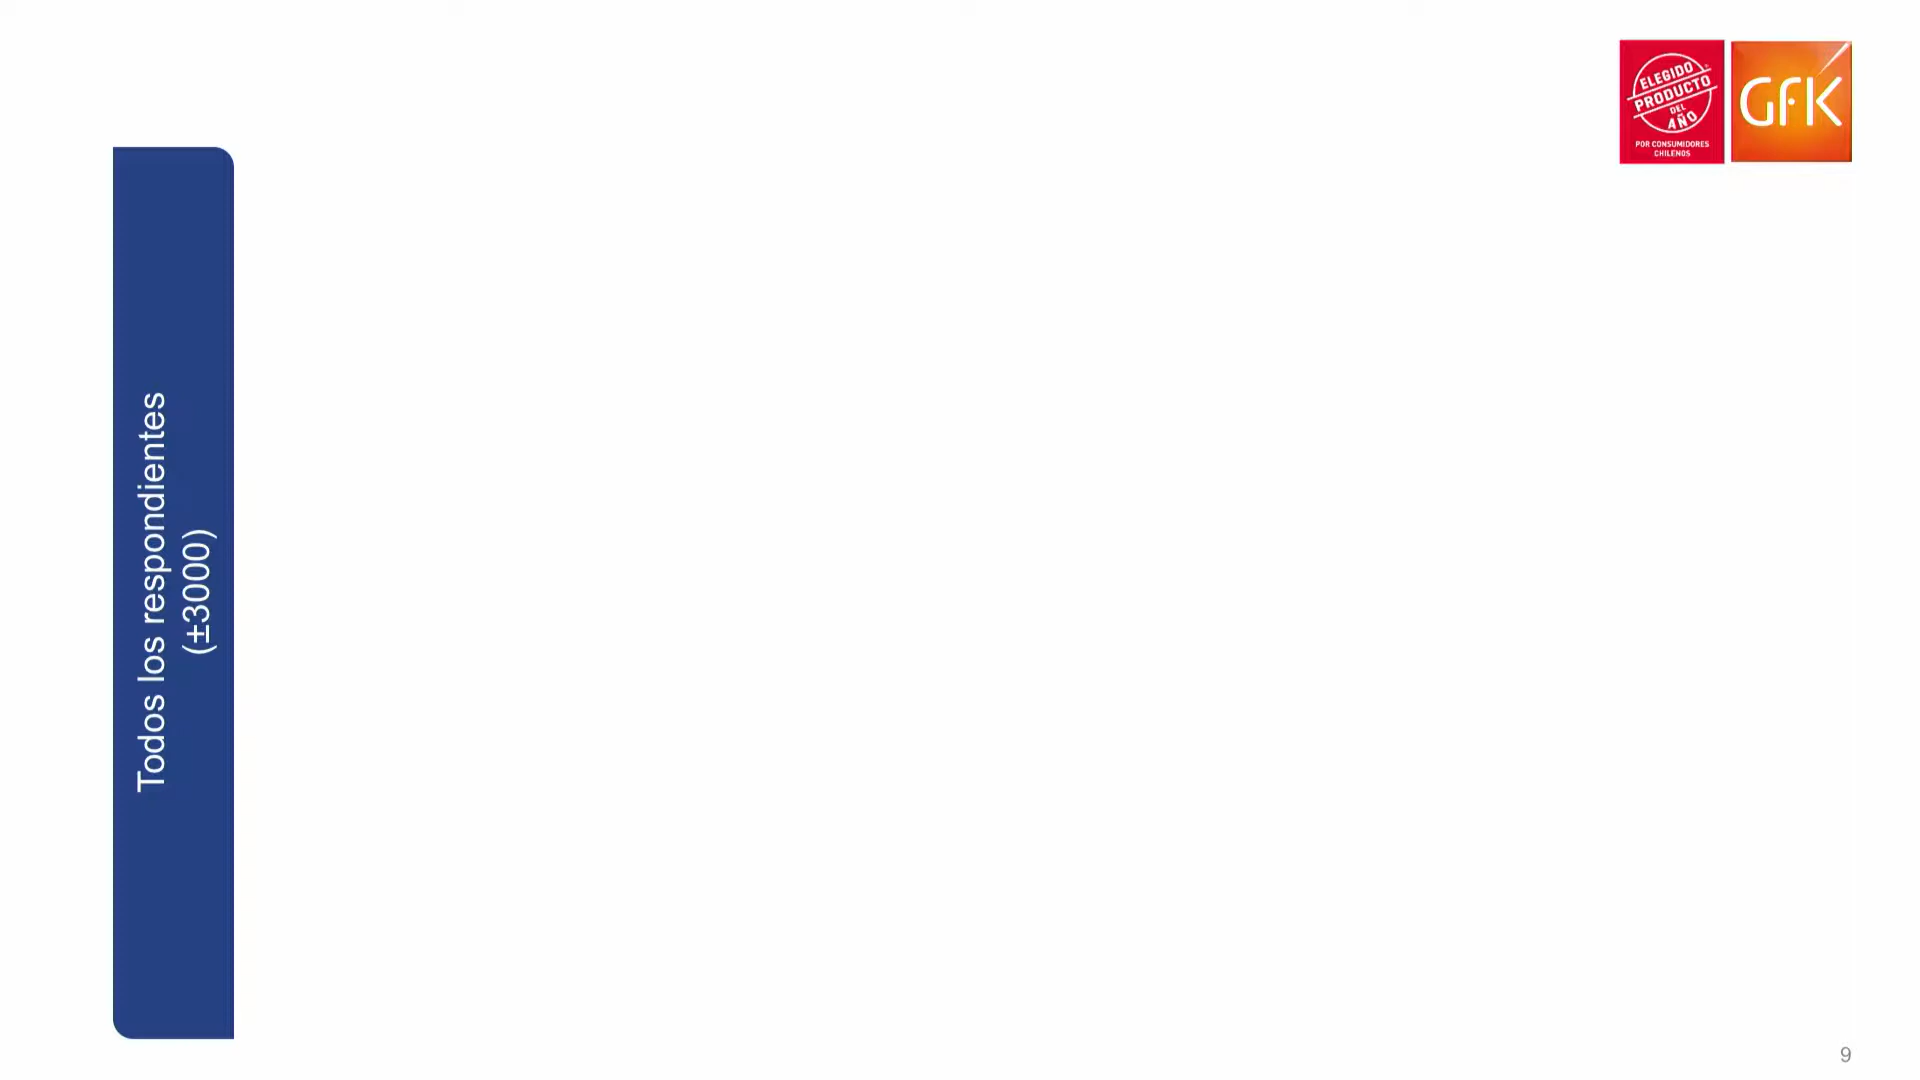 ELEGIDO
PRODUCTO
DEL
AÑO
POR CONSUMIDORES
CHILENOS
GfK
Todos los respondientes
(±3000)
9